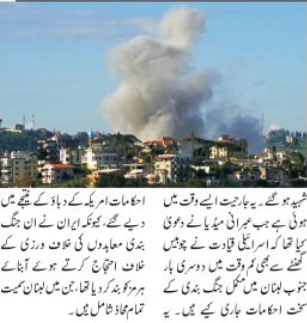 شہید ہو گئے۔ یہ جارحیت ایسے وقت میں
ہوئی ہے جب عبرانی میڈیا نے دعویٰ
کیا تھا کہ اسرائیلی قیادت نے چوبیس
گھنٹے سے بھی کم وقت میں دوسری بار
جنوب لبنان میں مکمل جنگ بندی کے
سخت احکامات جاری کیے ہیں۔ یہ
احکامات امریکہ کے دباؤ کے نتیجے میں
دیے گئے، کیونکہ ایران نے ان جنگ
بندی معاہدوں کی خلاف ورزی کے
خلاف احتجاج کرتے ہوئے آبنائے
ہرمز کو بند کر دیا تھا، جن میں لبنان سمیت
تمام محاذ شامل ہیں۔